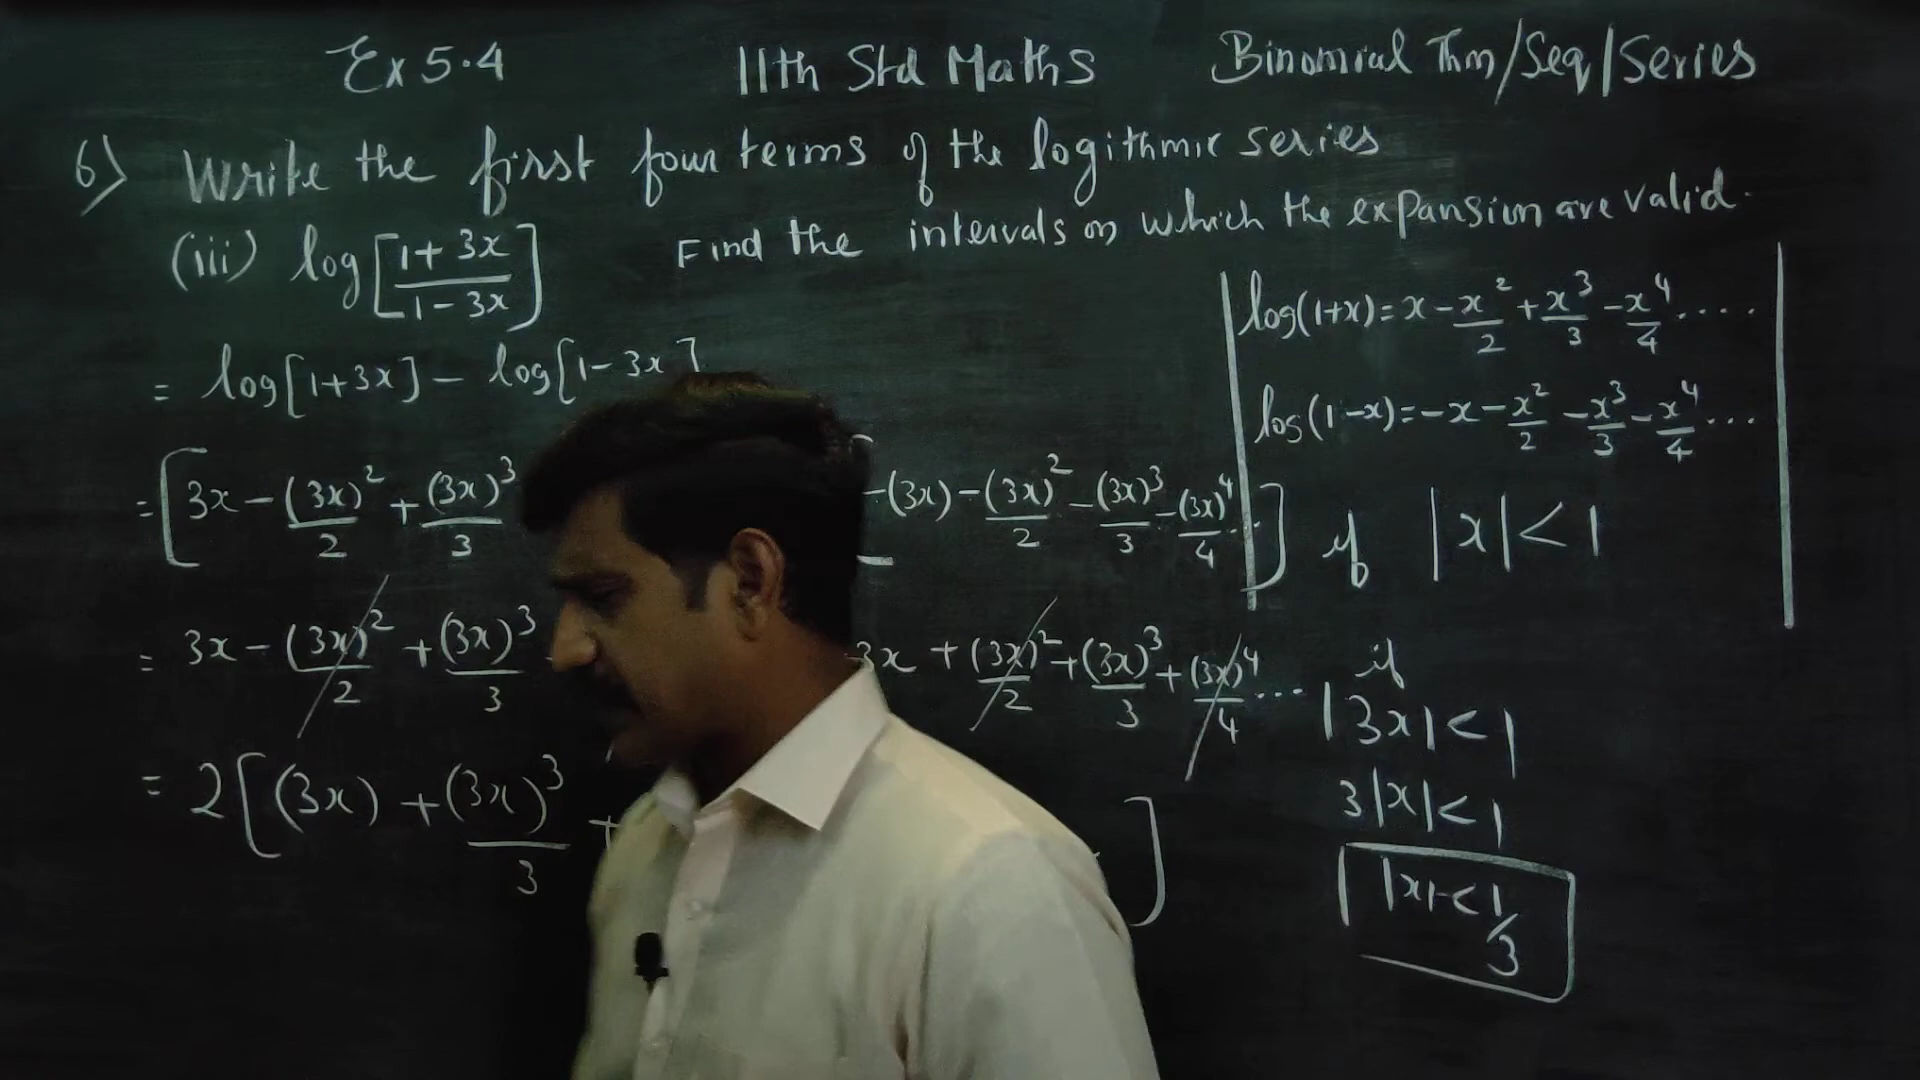 Ex 5.4 11th Std Maths Binomial Thm/Seq/Series
6) Write the first four terms of the logithmic series
Find the intervals on which the expansion are valid.
(iii) log[(1+3x)/(1-3x)]
= log[1+3x] - log[1-3x]
= [3x - (3x)²/2 + (3x)³/3 -(3x) - (3x)²/2 - (3x)³/3 - (3x)⁴/4 ..]
= 3x - (3x)²/2 + (3x)³/3 3x + (3x)²/2 + (3x)³/3 + (3x)⁴/4 ...
= 2[(3x) + (3x)³/3 + ]
log(1+x) = x - x²/2 + x³/3 - x⁴/4 ....
log(1-x) = -x - x²/2 - x³/3 - x⁴/4 ...
if |x| < 1
if
|3x| < 1
3|x| < 1
|x| < 1/3